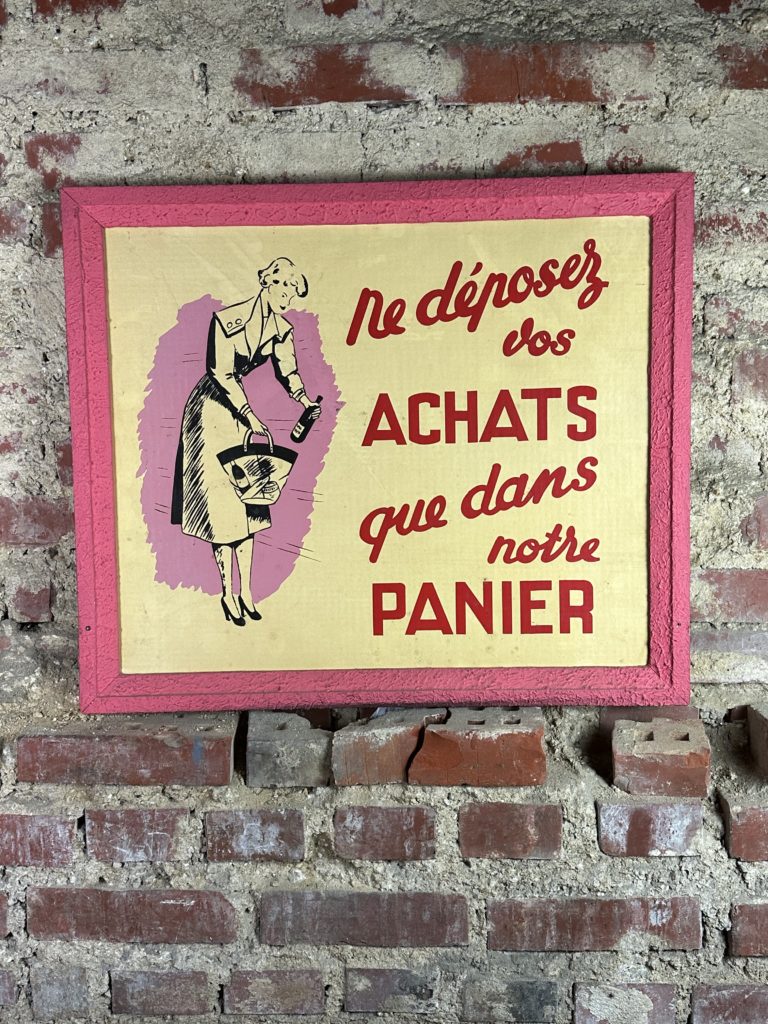 Ne déposez
vos
ACHATS
que dans
notre
PANIER